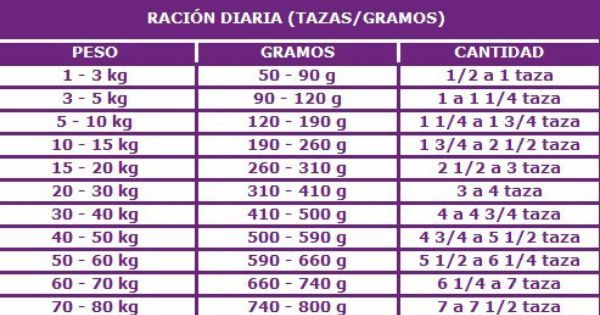 RACIÓN DIARIA (TAZAS/GRAMOS)
PESO GRAMOS CANTIDAD
1 - 3 kg 50 - 90 g 1/2 a 1 taza
3 - 5 kg 90 - 120 g 1 a 1 1/4 taza
5 - 10 kg 120 - 190 g 1 1/4 a 1 3/4 taza
10 - 15 kg 190 - 260 g 1 3/4 a 2 1/2 taza
15 - 20 kg 260 - 310 g 2 1/2 a 3 taza
20 - 30 kg 310 - 410 g 3 a 4 taza
30 - 40 kg 410 - 500 g 4 a 4 3/4 taza
40 - 50 kg 500 - 590 g 4 3/4 a 5 1/2 taza
50 - 60 kg 590 - 660 g 5 1/2 a 6 1/4 taza
60 - 70 kg 660 - 740 g 6 1/4 a 7 taza
70 - 80 kg 740 - 800 g 7 a 7 1/2 taza